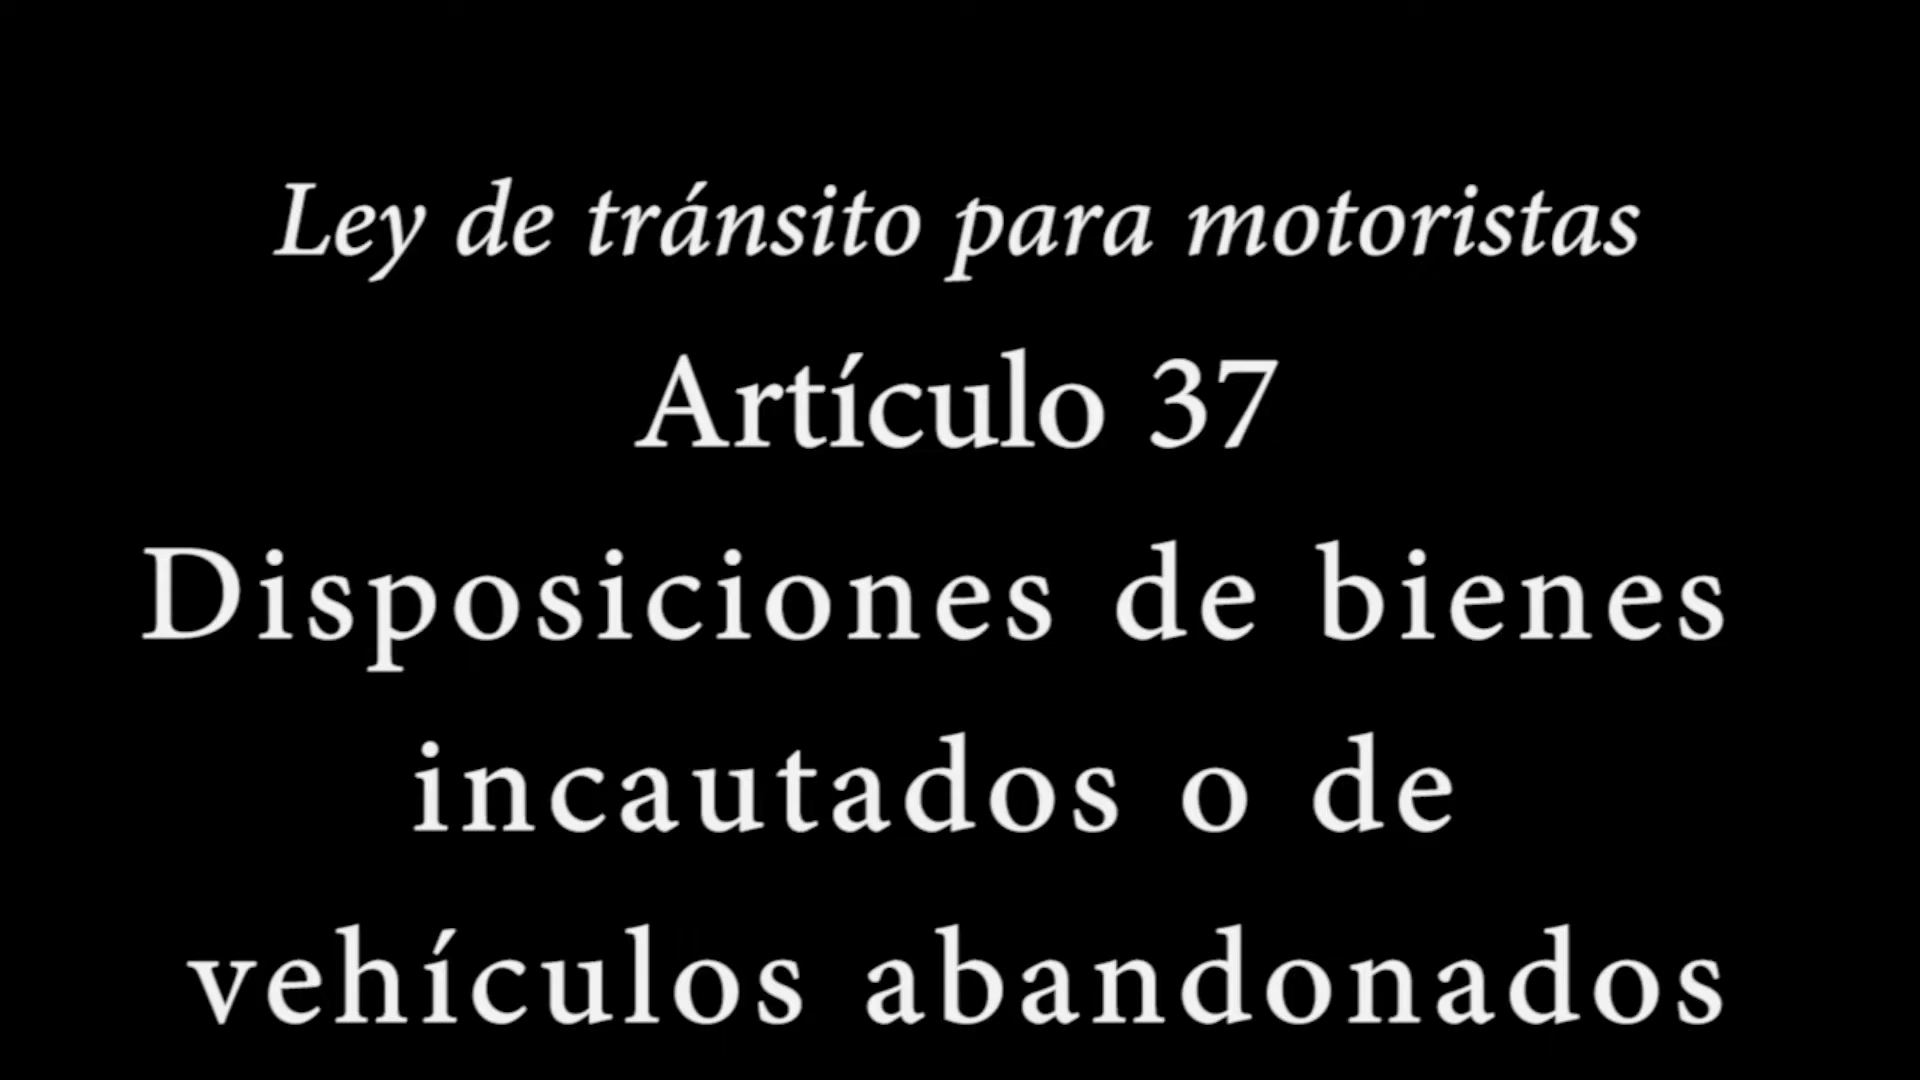 Ley de tránsito para motoristas
Artículo 37
Disposiciones de bienes
incautados o de
vehículos abandonados